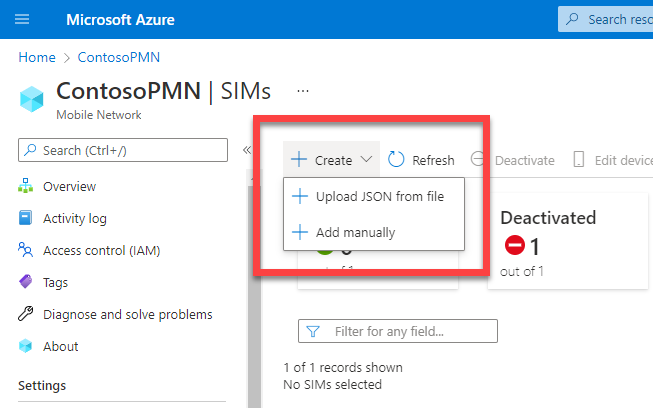 Microsoft Azure
Search reso
Home > ContosoPMN
ContosoPMN | SIMs ...
Mobile Network
Search (Ctrl+/)
«
Overview
Activity log
Access control (IAM)
Tags
Diagnose and solve problems
About
Settings
+ Create
Refresh
Deactivate
Edit device
+ Upload JSON from file
+ Add manually
out of 1
Deactivated
1
out of 1
Filter for any field...
1 of 1 records shown
No SIMs selected